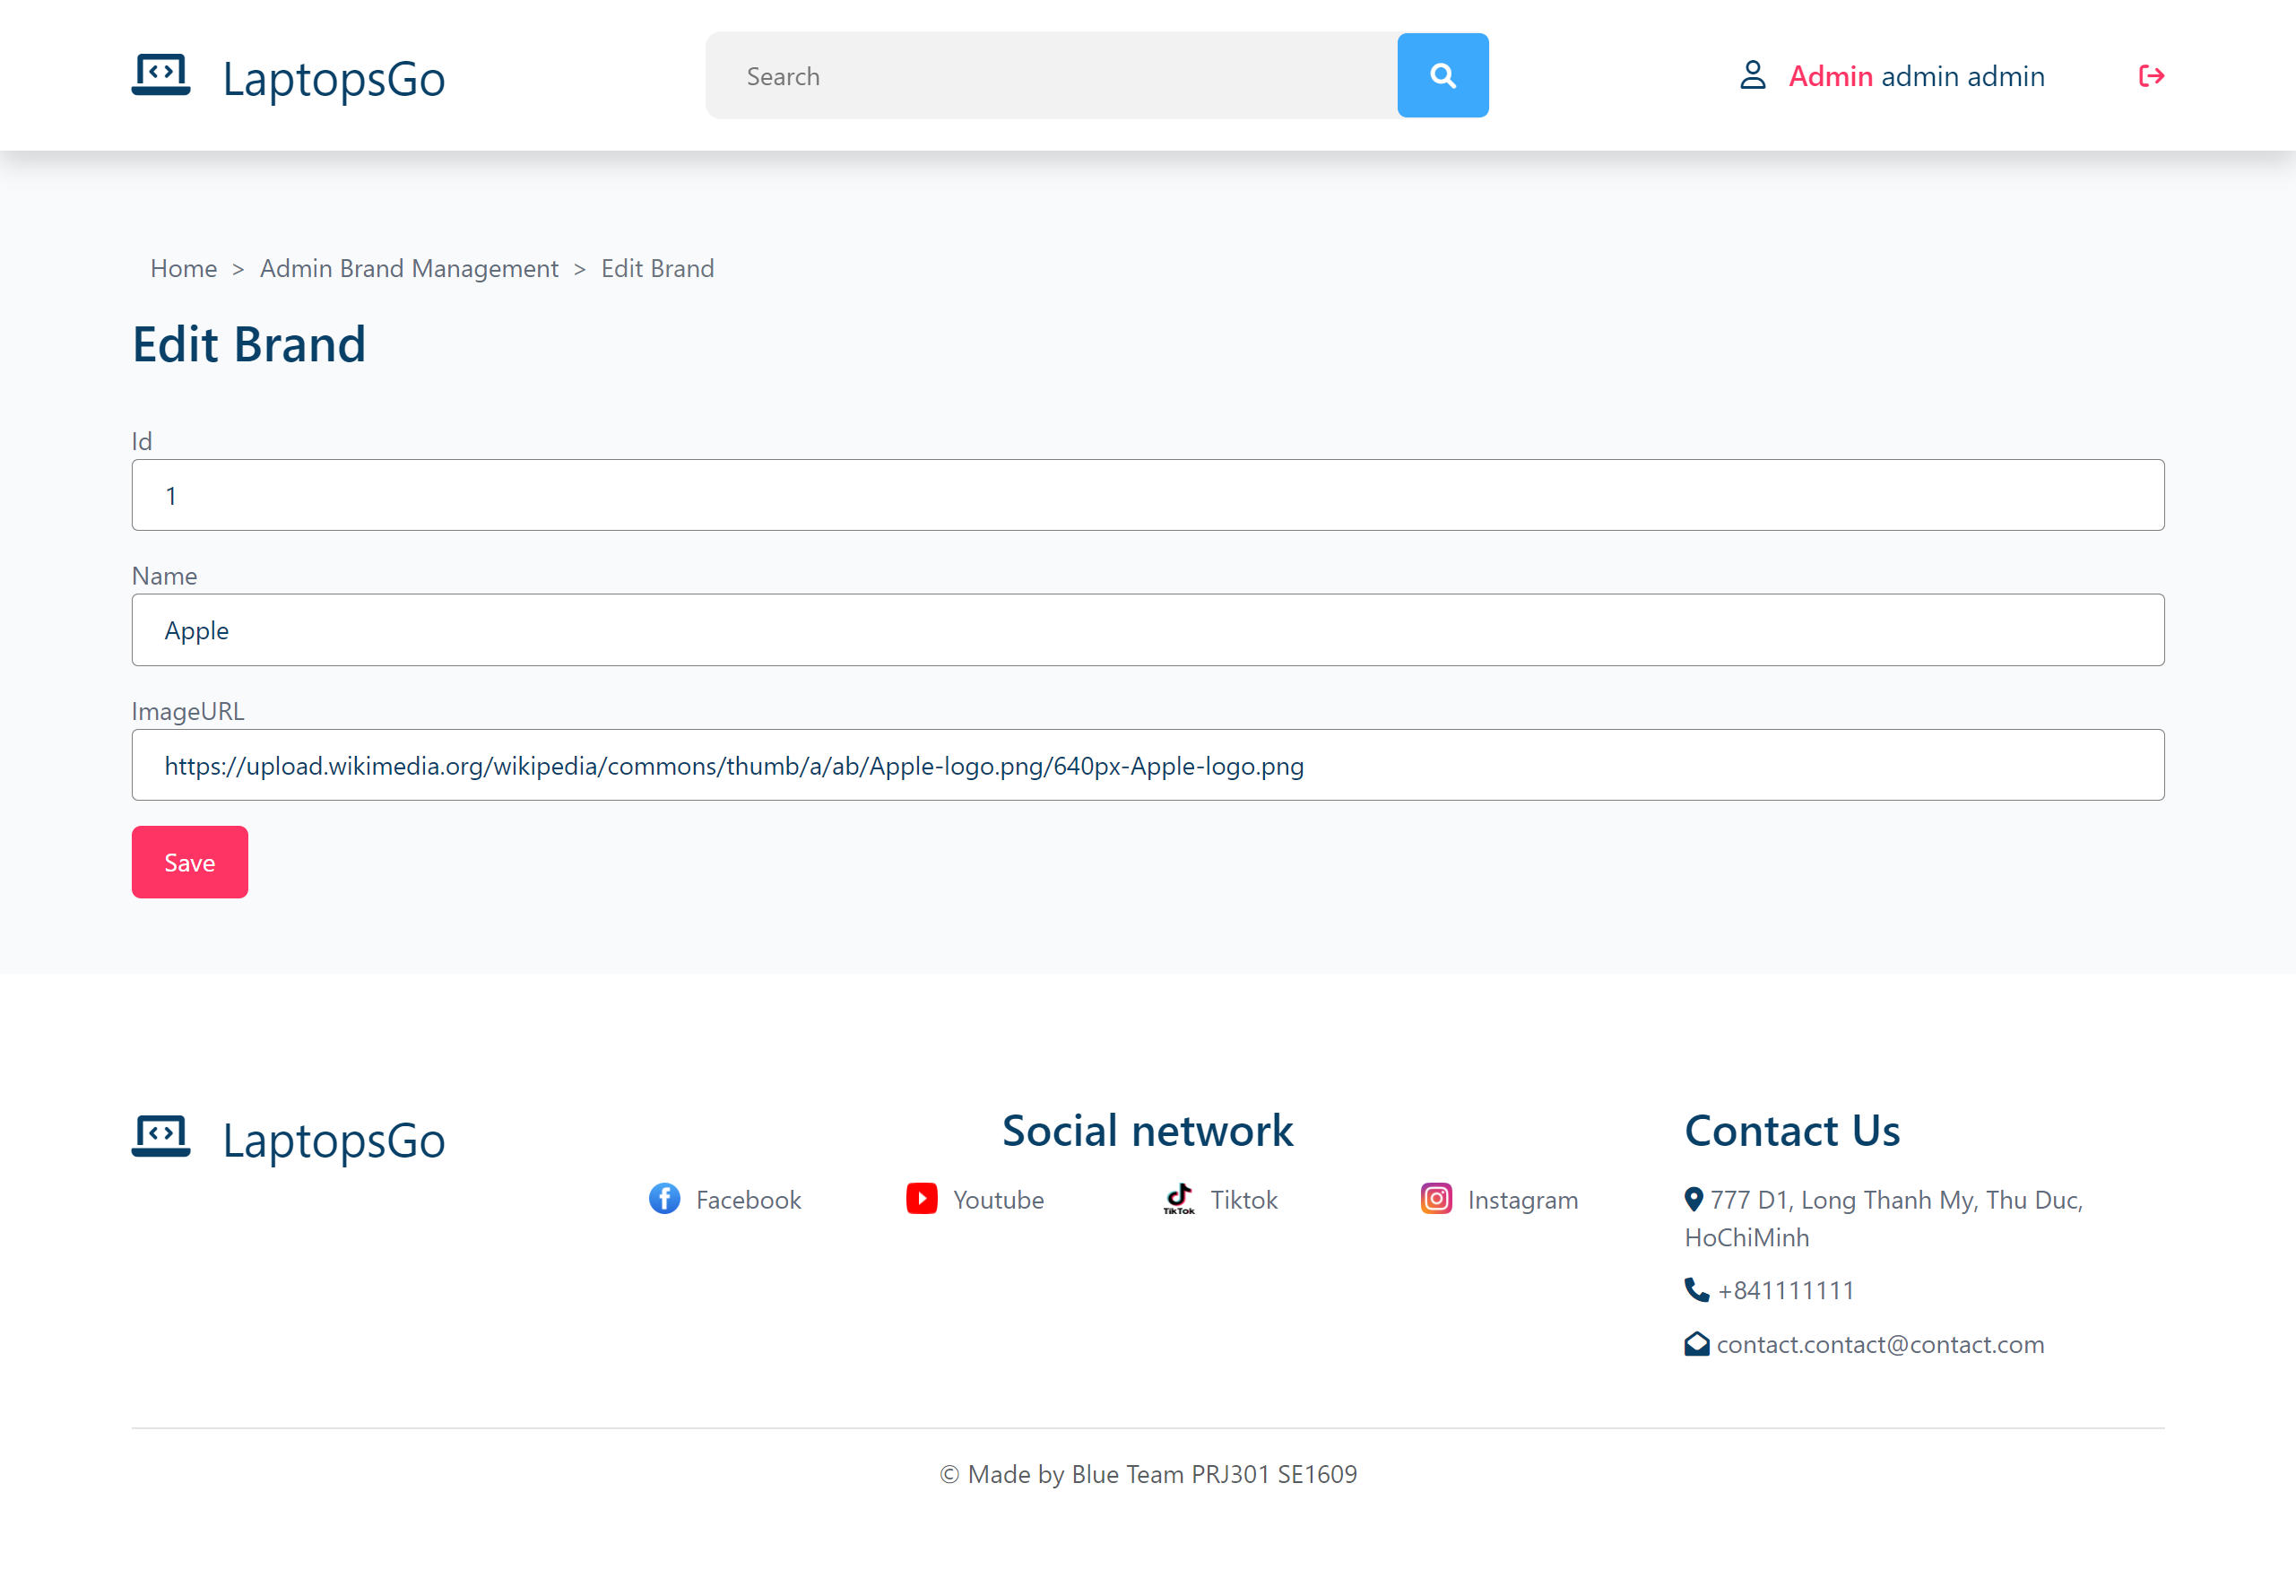 LaptopsGo
Search
Admin admin admin
Home > Admin Brand Management > Edit Brand
Edit Brand
Id
1
Name
Apple
ImageURL
https://upload.wikimedia.org/wikipedia/commons/thumb/a/ab/Apple-logo.png/640px-Apple-logo.png
Save
LaptopsGo
Social network
Facebook
Youtube
TikTok
Tiktok
Instagram
Contact Us
777 D1, Long Thanh My, Thu Duc,
HoChiMinh
+841111111
contact.contact@contact.com
© Made by Blue Team PRJ301 SE1609